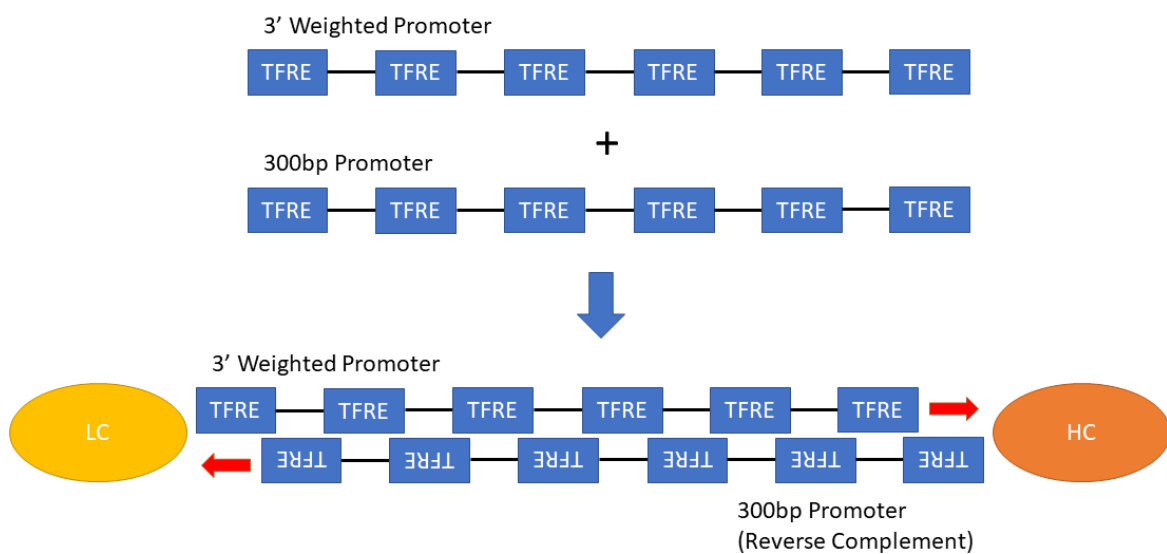 3’ Weighted Promoter
TFRE TFRE TFRE TFRE TFRE TFRE
+
300bp Promoter
TFRE TFRE TFRE TFRE TFRE TFRE
3’ Weighted Promoter
LC TFRE TFRE TFRE TFRE TFRE TFRE HC
TFRE TFRE TFRE TFRE TFRE TFRE
300bp Promoter
(Reverse Complement)